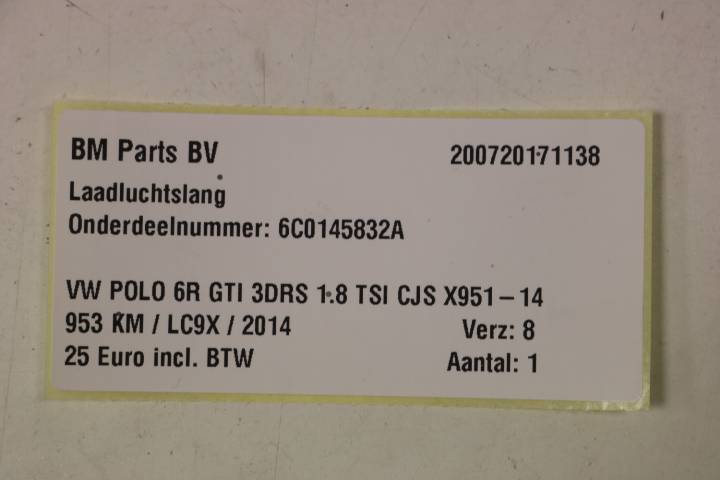 BM Parts BV 200720171138
Laadluchtslang
Onderdeelnummer: 6C0145832A
VW POLO 6R GTI 3DRS 1.8 TSI CJS X951-14
953 KM / LC9X / 2014 Verz: 8
25 Euro incl. BTW Aantal: 1